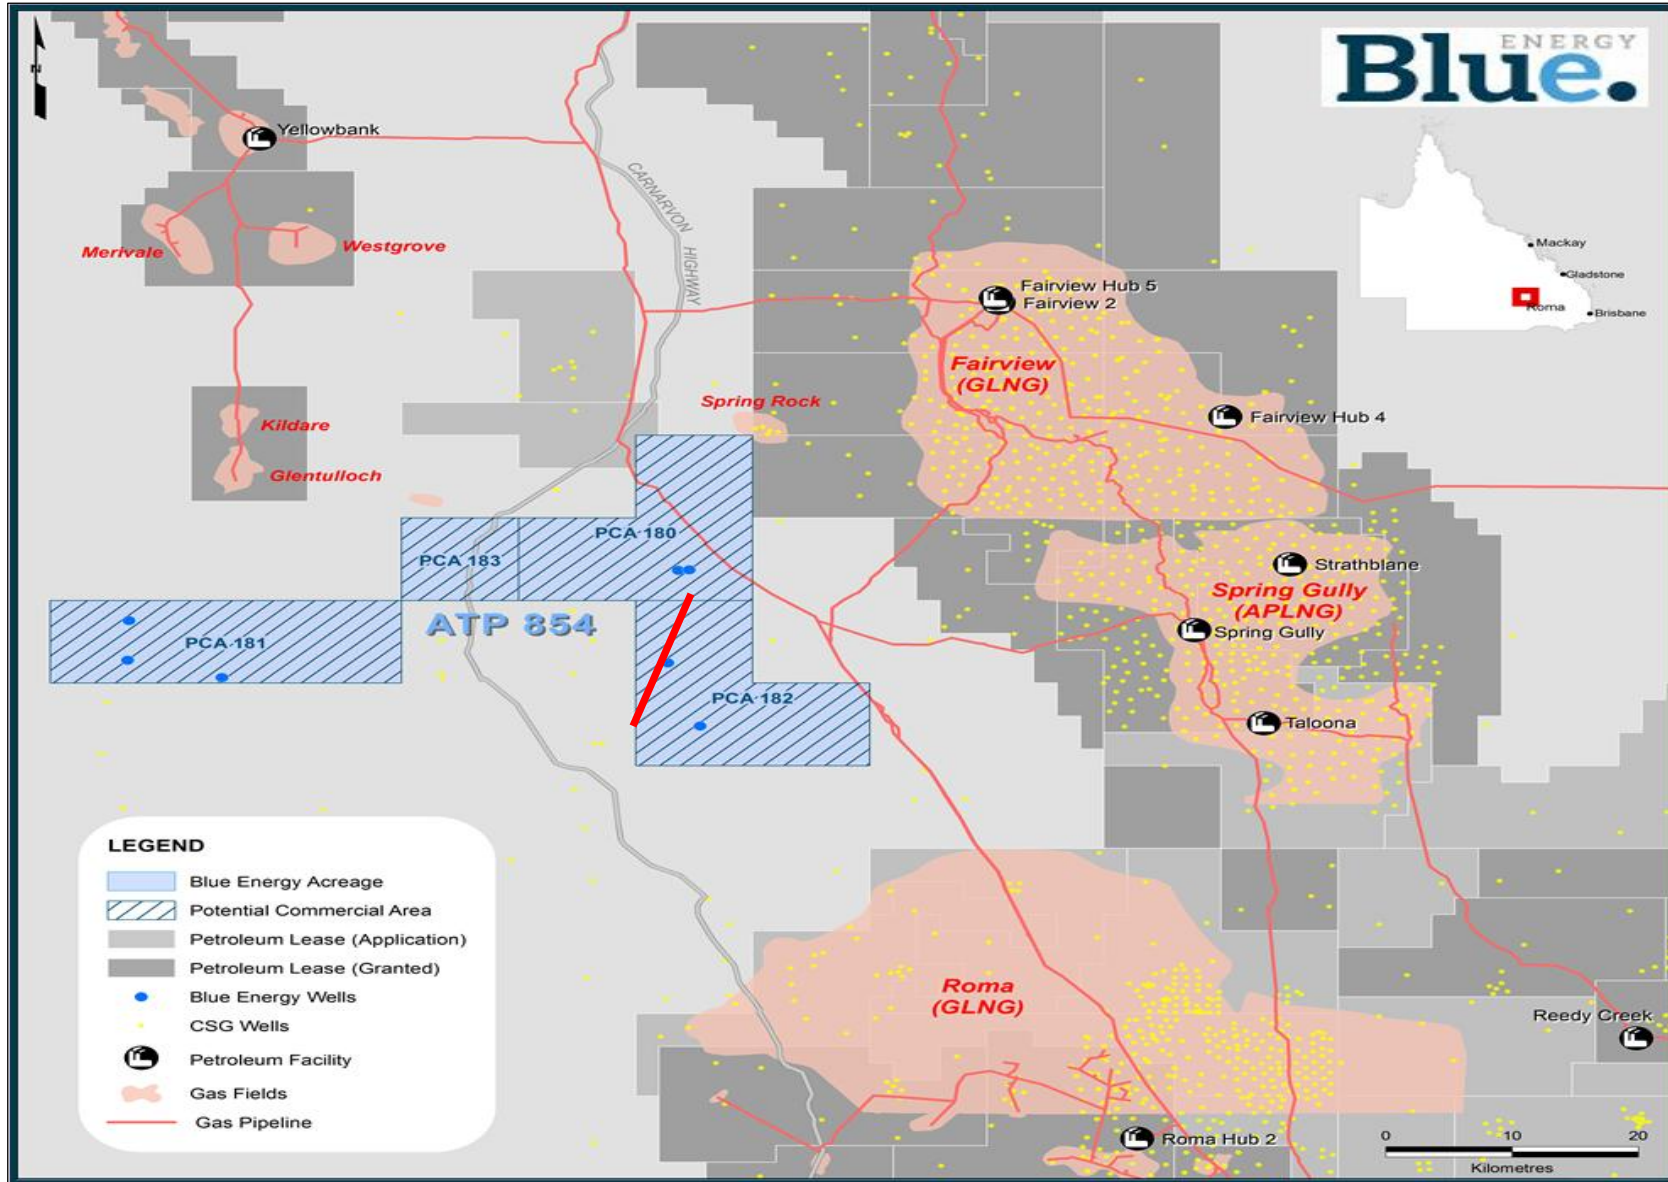 N
ENERGY
Blue.
Yellowbank
CARNARVON HIGHWAY
Mackay
Gladstone
Roma
Brisbane
Merivale
Westgrove
Fairview Hub 5
Fairview 2
Fairview
(GLNG)
Spring Rock
Fairview Hub 4
Kildare
Glentulloch
PCA 180
PCA 183
Strathblane
Spring Gully
(APLNG)
ATP 854
Spring Gully
PCA 181
PCA 182
Taloona
LEGEND
Blue Energy Acreage
Potential Commercial Area
Petroleum Lease (Application)
Petroleum Lease (Granted)
Blue Energy Wells
CSG Wells
Petroleum Facility
Gas Fields
Gas Pipeline
Roma
(GLNG)
Reedy Creek
Roma Hub 2
0 10 20
Kilometres